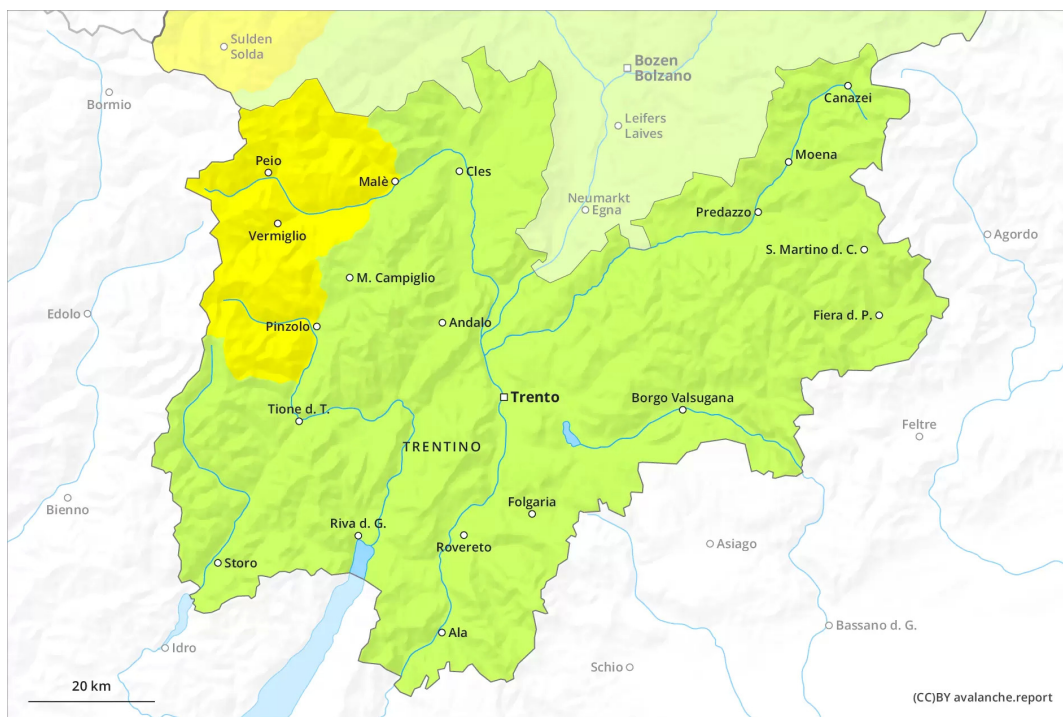 Sulden
Solda
Bozen
Bolzano
Bormio
Canazei
Leifers
Laives
Moena
Peio
Malè
Cles
Neumarkt
Egna
Predazzo
Vermiglio
Agordo
S. Martino d. C.
M. Campiglio
Edolo
Pinzolo
Andalo
Fiera d. P.
Trento
Borgo Valsugana
Tione d. T.
Feltre
TRENTINO
Bienno
Folgaria
Riva d. G.
Rovereto
Asiago
Storo
Ala
Bassano d. G.
Idro
Schio
20 km
(CC)BY avalanche.report